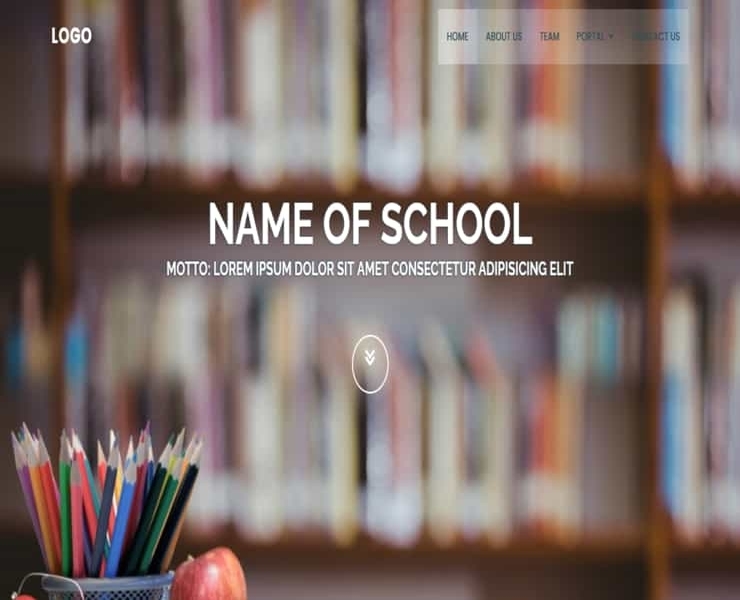 LOGO
HOME ABOUT US TEAM PORTAL CONTACT US
NAME OF SCHOOL
MOTTO: LOREM IPSUM DOLOR SIT AMET CONSECTETUR ADIPISICING ELIT